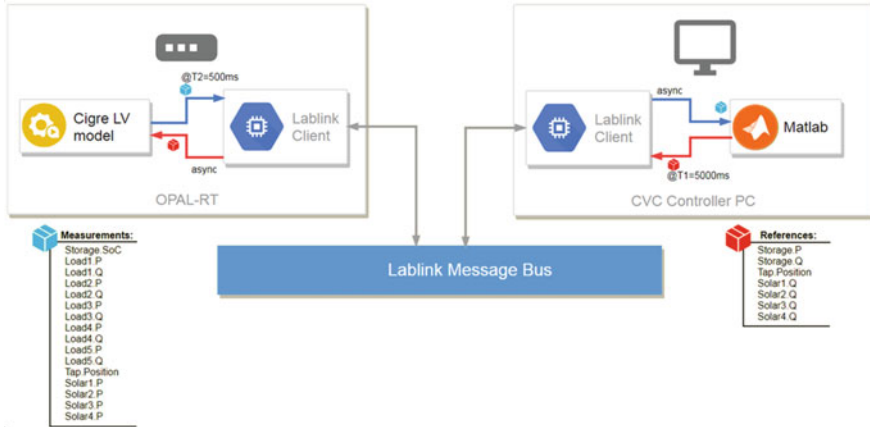 @T2=500ms
Cigre LV
model
Lablink
Client
async
OPAL-RT
async
Lablink
Client
Matlab
@T1=5000ms
CVC Controller PC
Measurements:
Storage.SoC
Load1.P
Load1.Q
Load2.P
Load2.Q
Load3.P
Load3.Q
Load4.P
Load4.Q
Load5.P
Load5.Q
Tap.Position
Solar1.P
Solar2.P
Solar3.P
Solar4.P
Lablink Message Bus
References:
Storage.P
Storage.Q
Tap.Position
Solar1.Q
Solar2.Q
Solar3.Q
Solar4.Q